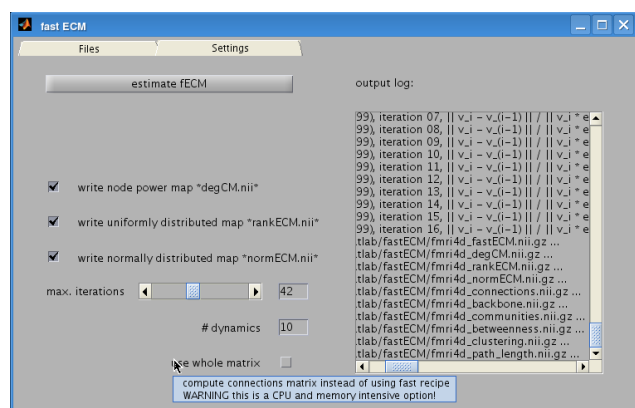 fast ECM
Files
Settings
estimate fECM
output log:
99), iteration 07, || v_i - v_(i-1) || / || v_i * e
99), iteration 08, || v_i - v_(i-1) || / || v_i * e
99), iteration 09, || v_i - v_(i-1) || / || v_i * e
99), iteration 10, || v_i - v_(i-1) || / || v_i * e
99), iteration 11, || v_i - v_(i-1) || / || v_i * e
99), iteration 12, || v_i - v_(i-1) || / || v_i * e
99), iteration 13, || v_i - v_(i-1) || / || v_i * e
99), iteration 14, || v_i - v_(i-1) || / || v_i * e
99), iteration 15, || v_i - v_(i-1) || / || v_i * e
99), iteration 16, || v_i - v_(i-1) || / || v_i * e
.tlab/fastECM/fmri4d_fastECM.nii.gz ...
.tlab/fastECM/fmri4d_degCM.nii.gz ...
.tlab/fastECM/fmri4d_rankECM.nii.gz ...
.tlab/fastECM/fmri4d_normECM.nii.gz ...
.tlab/fastECM/fmri4d_connections.nii.gz ...
.tlab/fastECM/fmri4d_backbone.nii.gz ...
.tlab/fastECM/fmri4d_communities.nii.gz ...
.tlab/fastECM/fmri4d_betweenness.nii.gz ...
.tlab/fastECM/fmri4d_clustering.nii.gz ...
.tlab/fastECM/fmri4d_path_length.nii.gz ...
write node power map *degCM.nii*
write uniformly distributed map *rankECM.nii*
write normally distributed map *normECM.nii*
max. iterations 42
# dynamics 10
use whole matrix
compute connections matrix instead of using fast recipe
WARNING this is a CPU and memory intensive option!